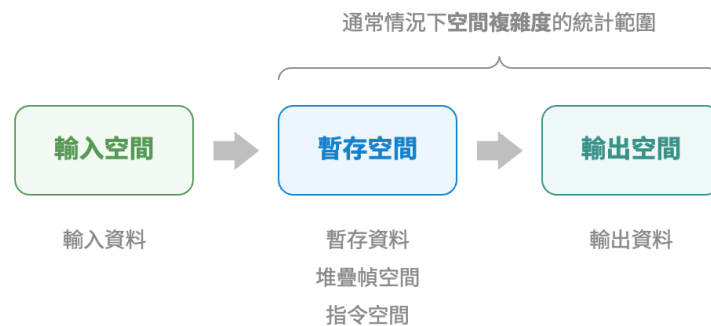 通常情況下空間複雜度的統計範圍
輸入空間
暫存空間
輸出空間
輸入資料
暫存資料
輸出資料
堆疊幀空間
指令空間